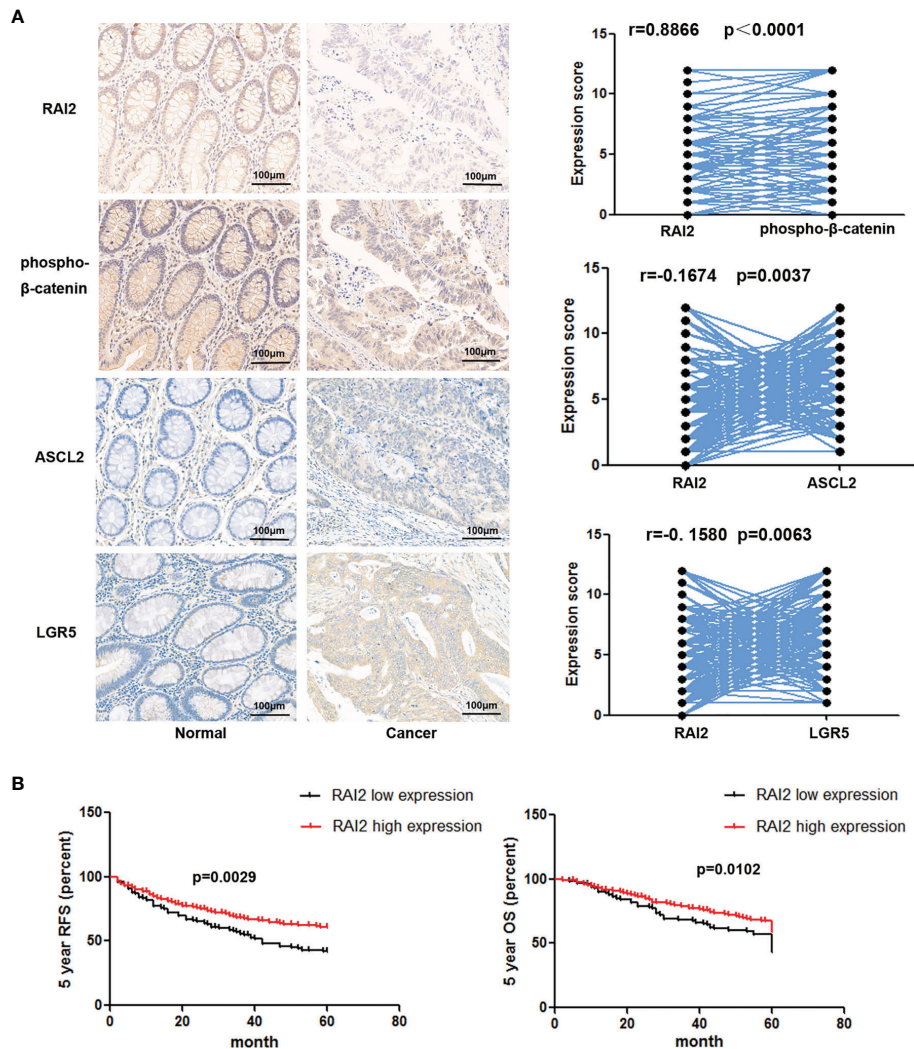 A
RAI2
100µm
100µm
phospho-
β-catenin
100µm
100µm
ASCL2
100µm
100µm
LGR5
100µm
100µm
Normal
Cancer
r=0.8866 p<0.0001
Expression score
15
10
5
0
RAI2
phospho-β-catenin
r=-0.1674 p=0.0037
Expression score
15
10
5
0
RAI2
ASCL2
r=-0. 1580 p=0.0063
Expression score
15
10
5
0
RAI2
LGR5
B
RAI2 low expression
RAI2 high expression
p=0.0029
5 year RFS (percent)
150
100
50
0
0 20 40 60 80
month
RAI2 low expression
RAI2 high expression
p=0.0102
5 year OS (percent)
150
100
50
0
0 20 40 60 80
month